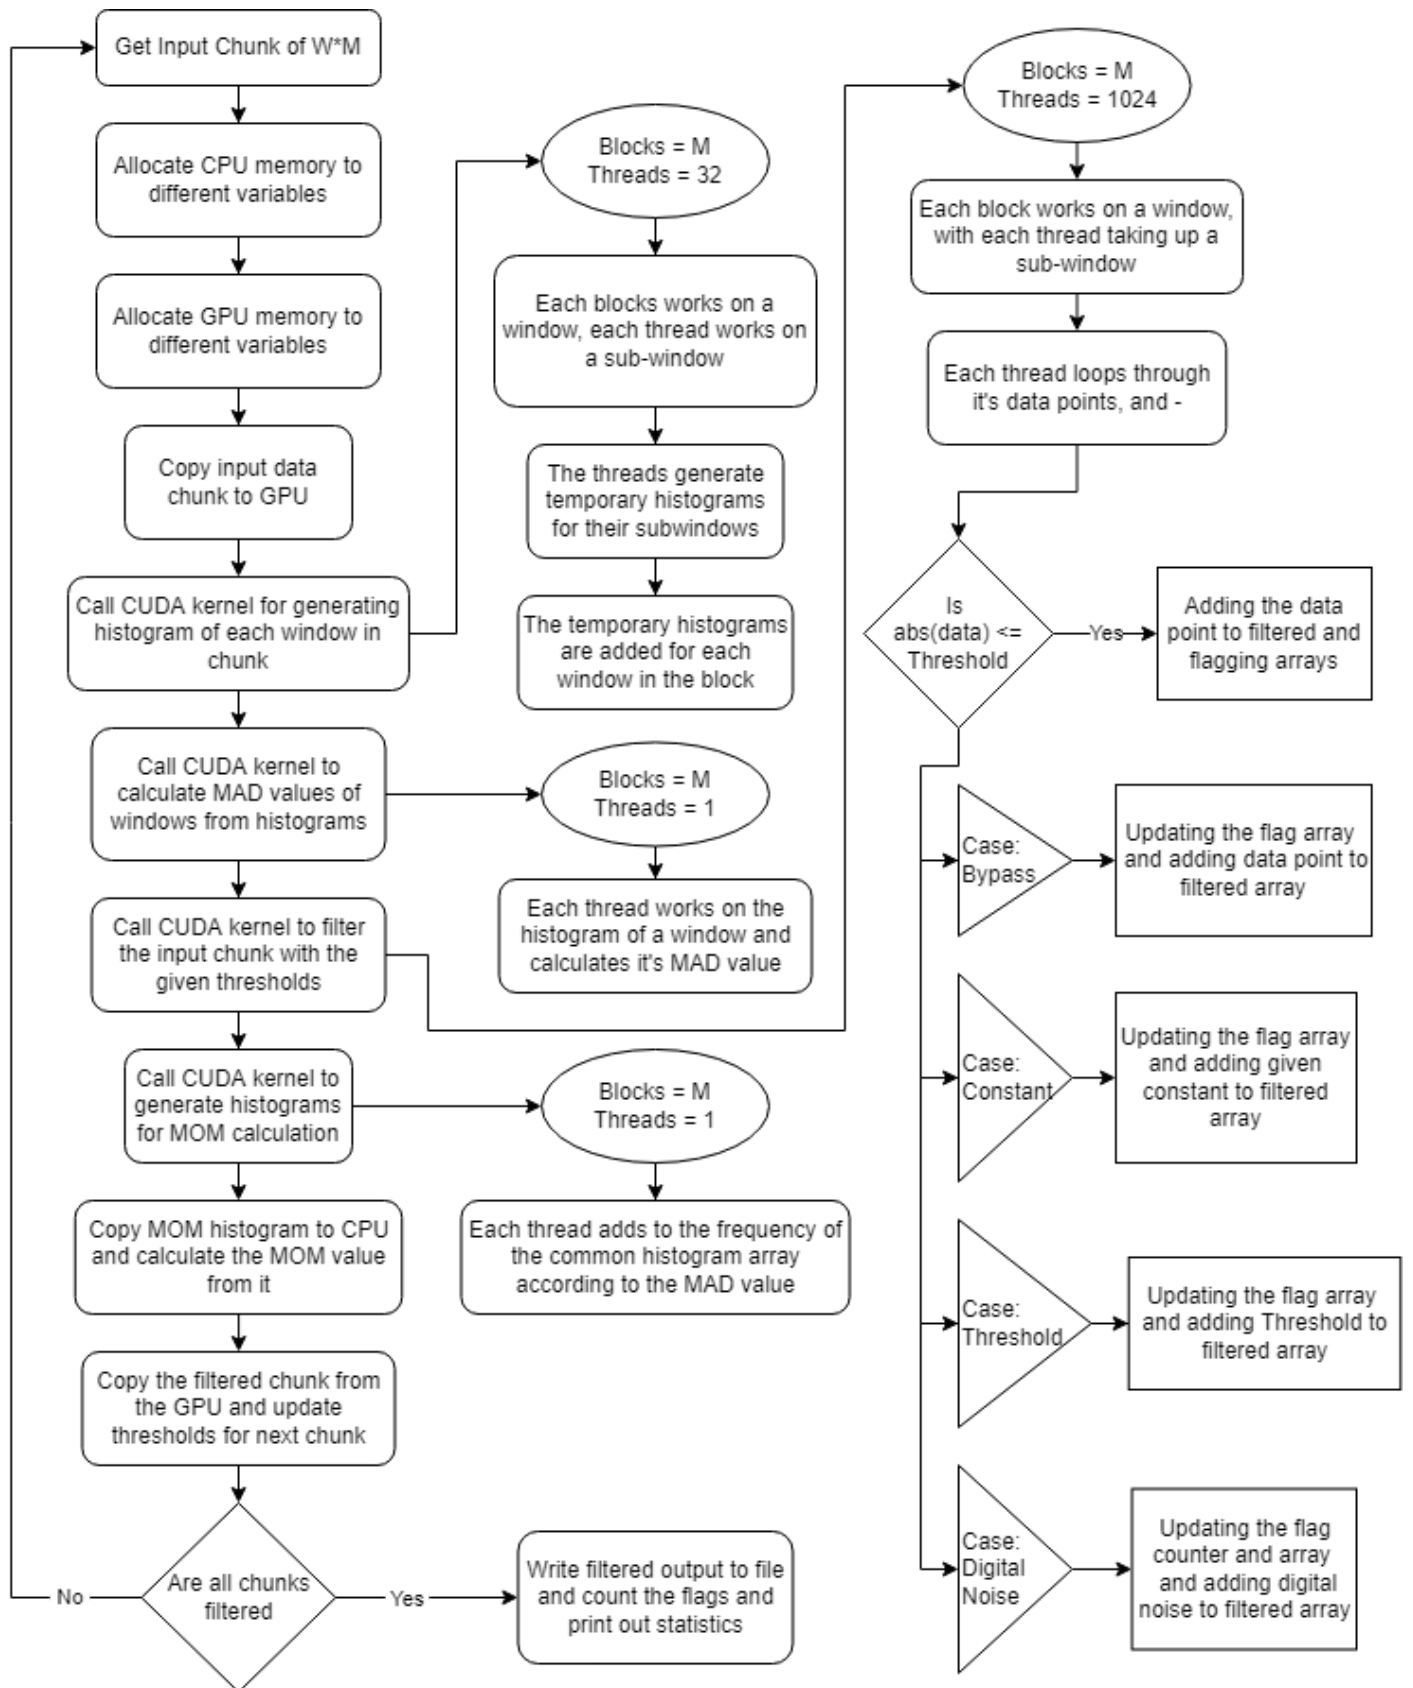 Get Input Chunk of W*M
Allocate CPU memory to
different variables
Allocate GPU memory to
different variables
Copy input data
chunk to GPU
Call CUDA kernel for generating
histogram of each window in
chunk
Call CUDA kernel to
calculate MAD values of
windows from histograms
Call CUDA kernel to filter
the input chunk with the
given thresholds
Call CUDA kernel to
generate histograms
for MOM calculation
Copy MOM histogram to CPU
and calculate the MOM value
from it
Copy the filtered chunk from
the GPU and update
thresholds for next chunk
Are all chunks
filtered
No
Yes
Write filtered output to file
and count the flags and
print out statistics
Blocks = M
Threads = 32
Each blocks works on a
window, each thread works on
a sub-window
The threads generate
temporary histograms
for their subwindows
The temporary histograms
are added for each
window in the block
Blocks = M
Threads = 1
Each thread works on the
histogram of a window and
calculates it's MAD value
Blocks = M
Threads = 1
Each thread adds to the frequency of
the common histogram array
according to the MAD value
Blocks = M
Threads = 1024
Each block works on a window,
with each thread taking up a
sub-window
Each thread loops through
it's data points, and -
Is
abs(data) <=
Threshold
Yes
Adding the data
point to filtered and
flagging arrays
Case:
Bypass
Updating the flag array
and adding data point to
filtered array
Case:
Constant
Updating the flag array
and adding given
constant to filtered
array
Case:
Threshold
Updating the flag array
and adding Threshold to
filtered array
Case:
Digital
Noise
Updating the flag
counter and array
and adding digital
noise to filtered array